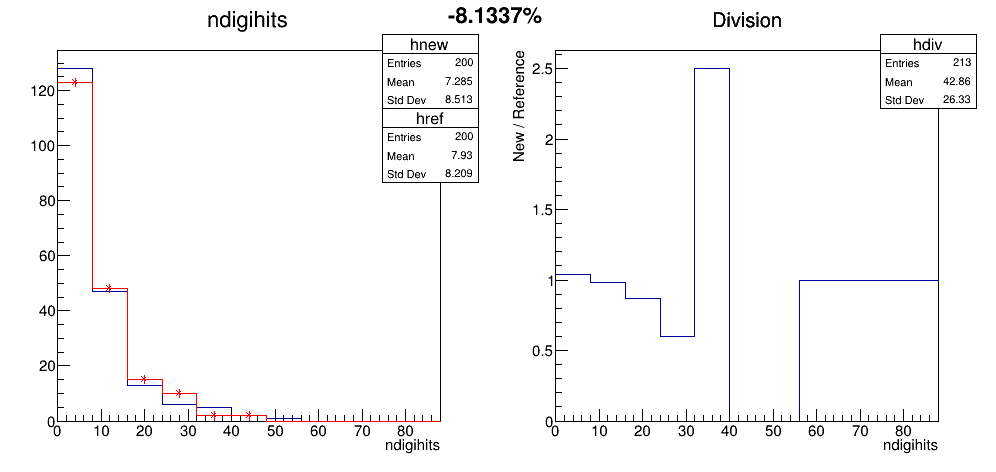 -8.1337%
ndigihits
hnew
Entries 200
Mean 7.285
Std Dev 8.513
href
Entries 200
Mean 7.93
Std Dev 8.209
120
100
80
60
40
20
0
0 10 20 30 40 50 60 70 80
ndigihits
Division
hdiv
Entries 213
Mean 42.86
Std Dev 26.33
New / Reference
2.5
2
1.5
1
0.5
0
0 10 20 30 40 50 60 70 80
ndigihits